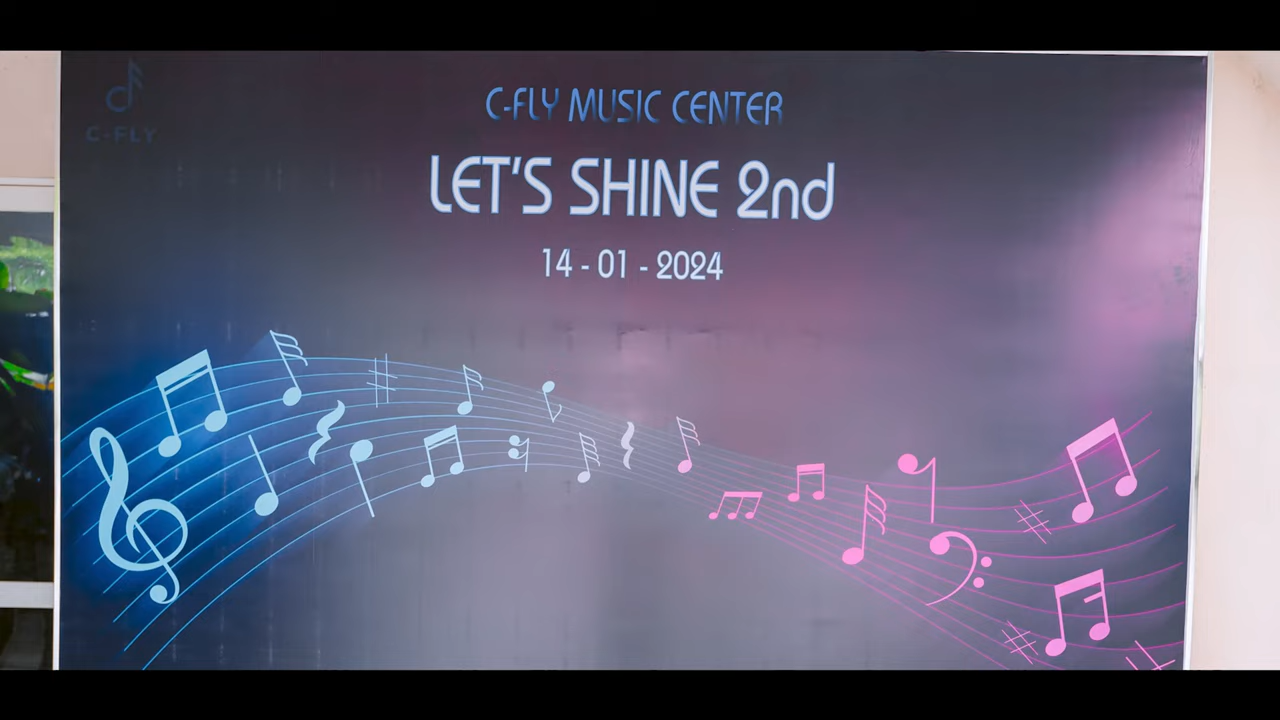 C-FLY
C-FLY MUSIC CENTER
LET'S SHINE 2nd
14 - 01 - 2024